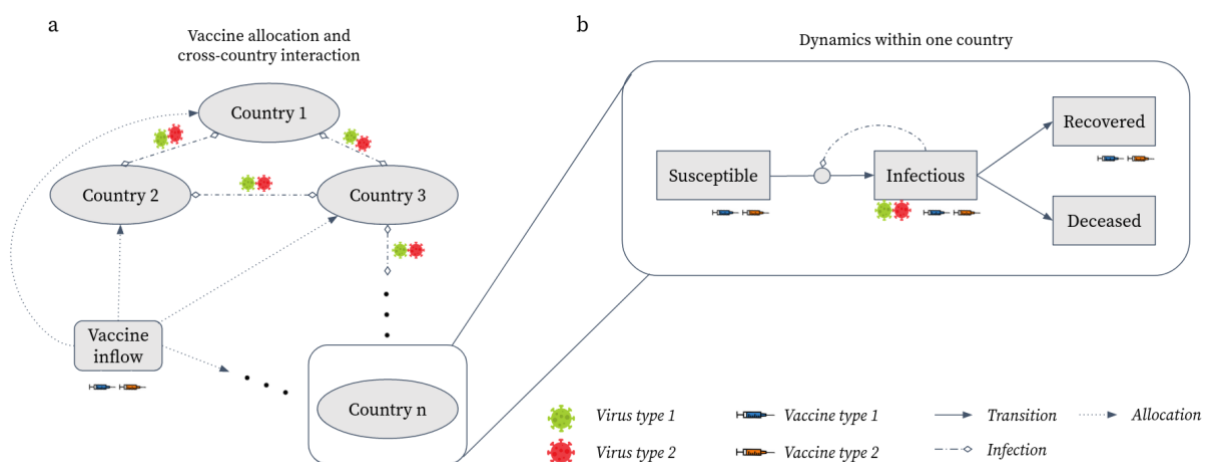 a
Vaccine allocation and
cross-country interaction
Country 1
Country 2
Country 3
Vaccine
inflow
Country n
b
Dynamics within one country
Susceptible
Infectious
Recovered
Deceased
Virus type 1
Virus type 2
Vaccine type 1
Vaccine type 2
Transition
Infection
Allocation